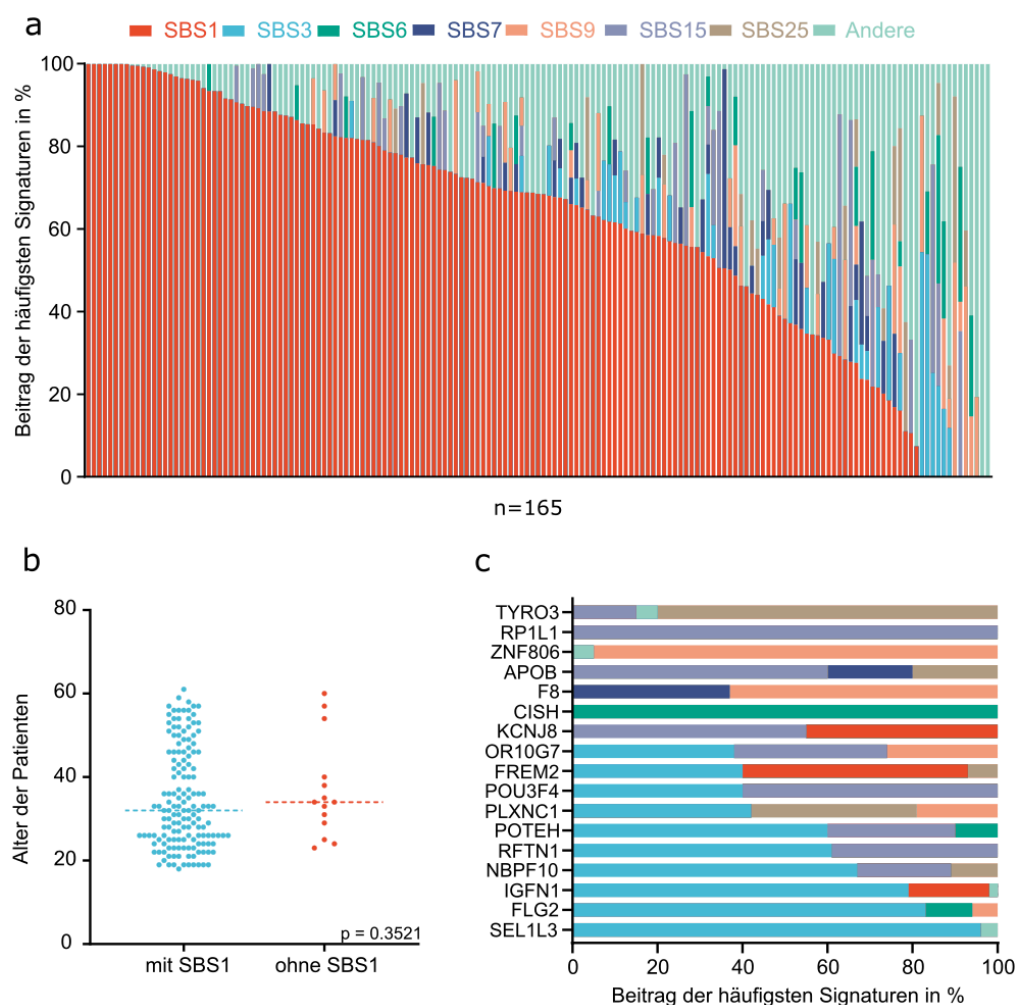 a
SBS1 SBS3 SBS6 SBS7 SBS9 SBS15 SBS25 Andere
Beitrag der häufigsten Signaturen in %
100
80
60
40
20
0
n=165
b
Alter der Patienten
80
60
40
20
0
p = 0.3521
mit SBS1 ohne SBS1
c
TYRO3
RP1L1
ZNF806
APOB
F8
CISH
KCNJ8
OR10G7
FREM2
POU3F4
PLXNC1
POTEH
RFTN1
NBPF10
IGFN1
FLG2
SEL1L3
0 20 40 60 80 100
Beitrag der häufigsten Signaturen in %